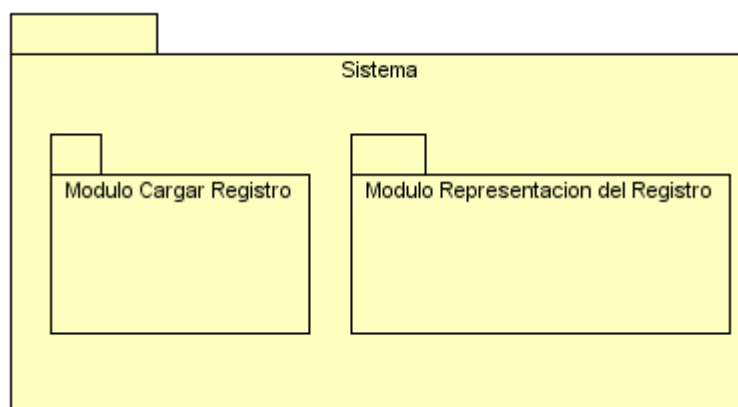 Sistema
Modulo Cargar Registro
Modulo Representacion del Registro